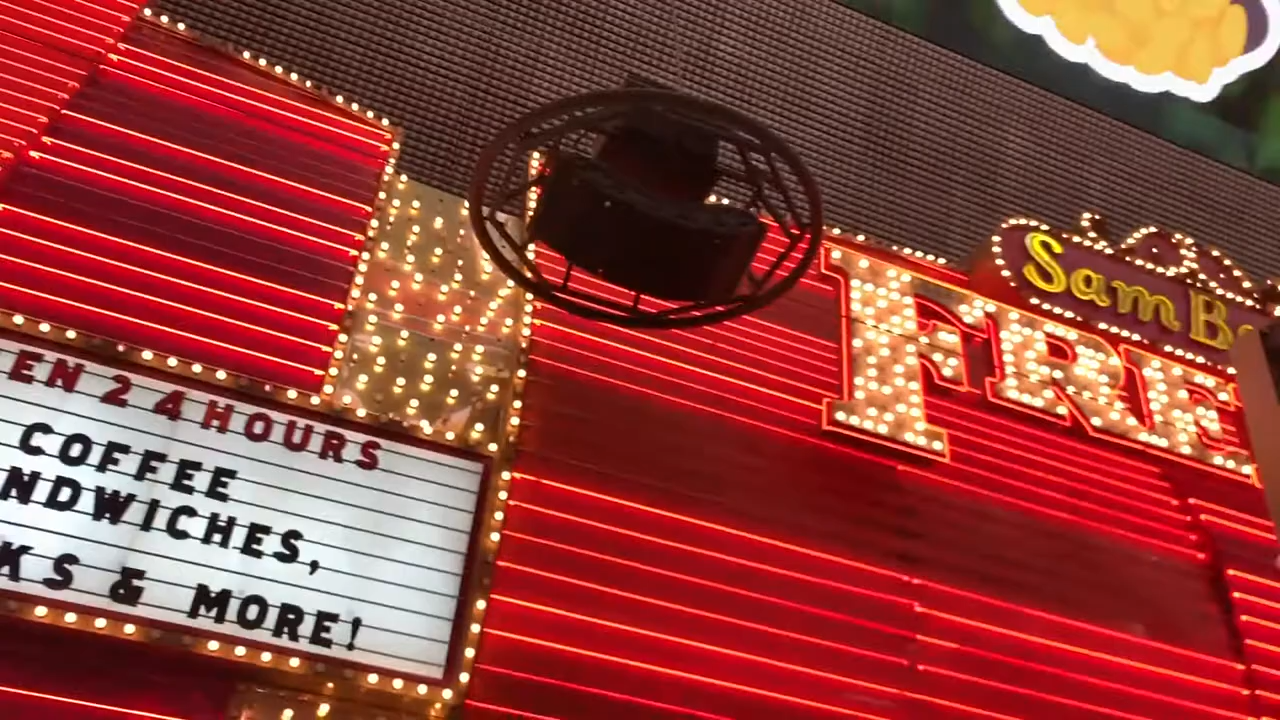 EN 24 HOURS
COFFEE
NDWICHES,
KS & MORE!
Sam B
FRE